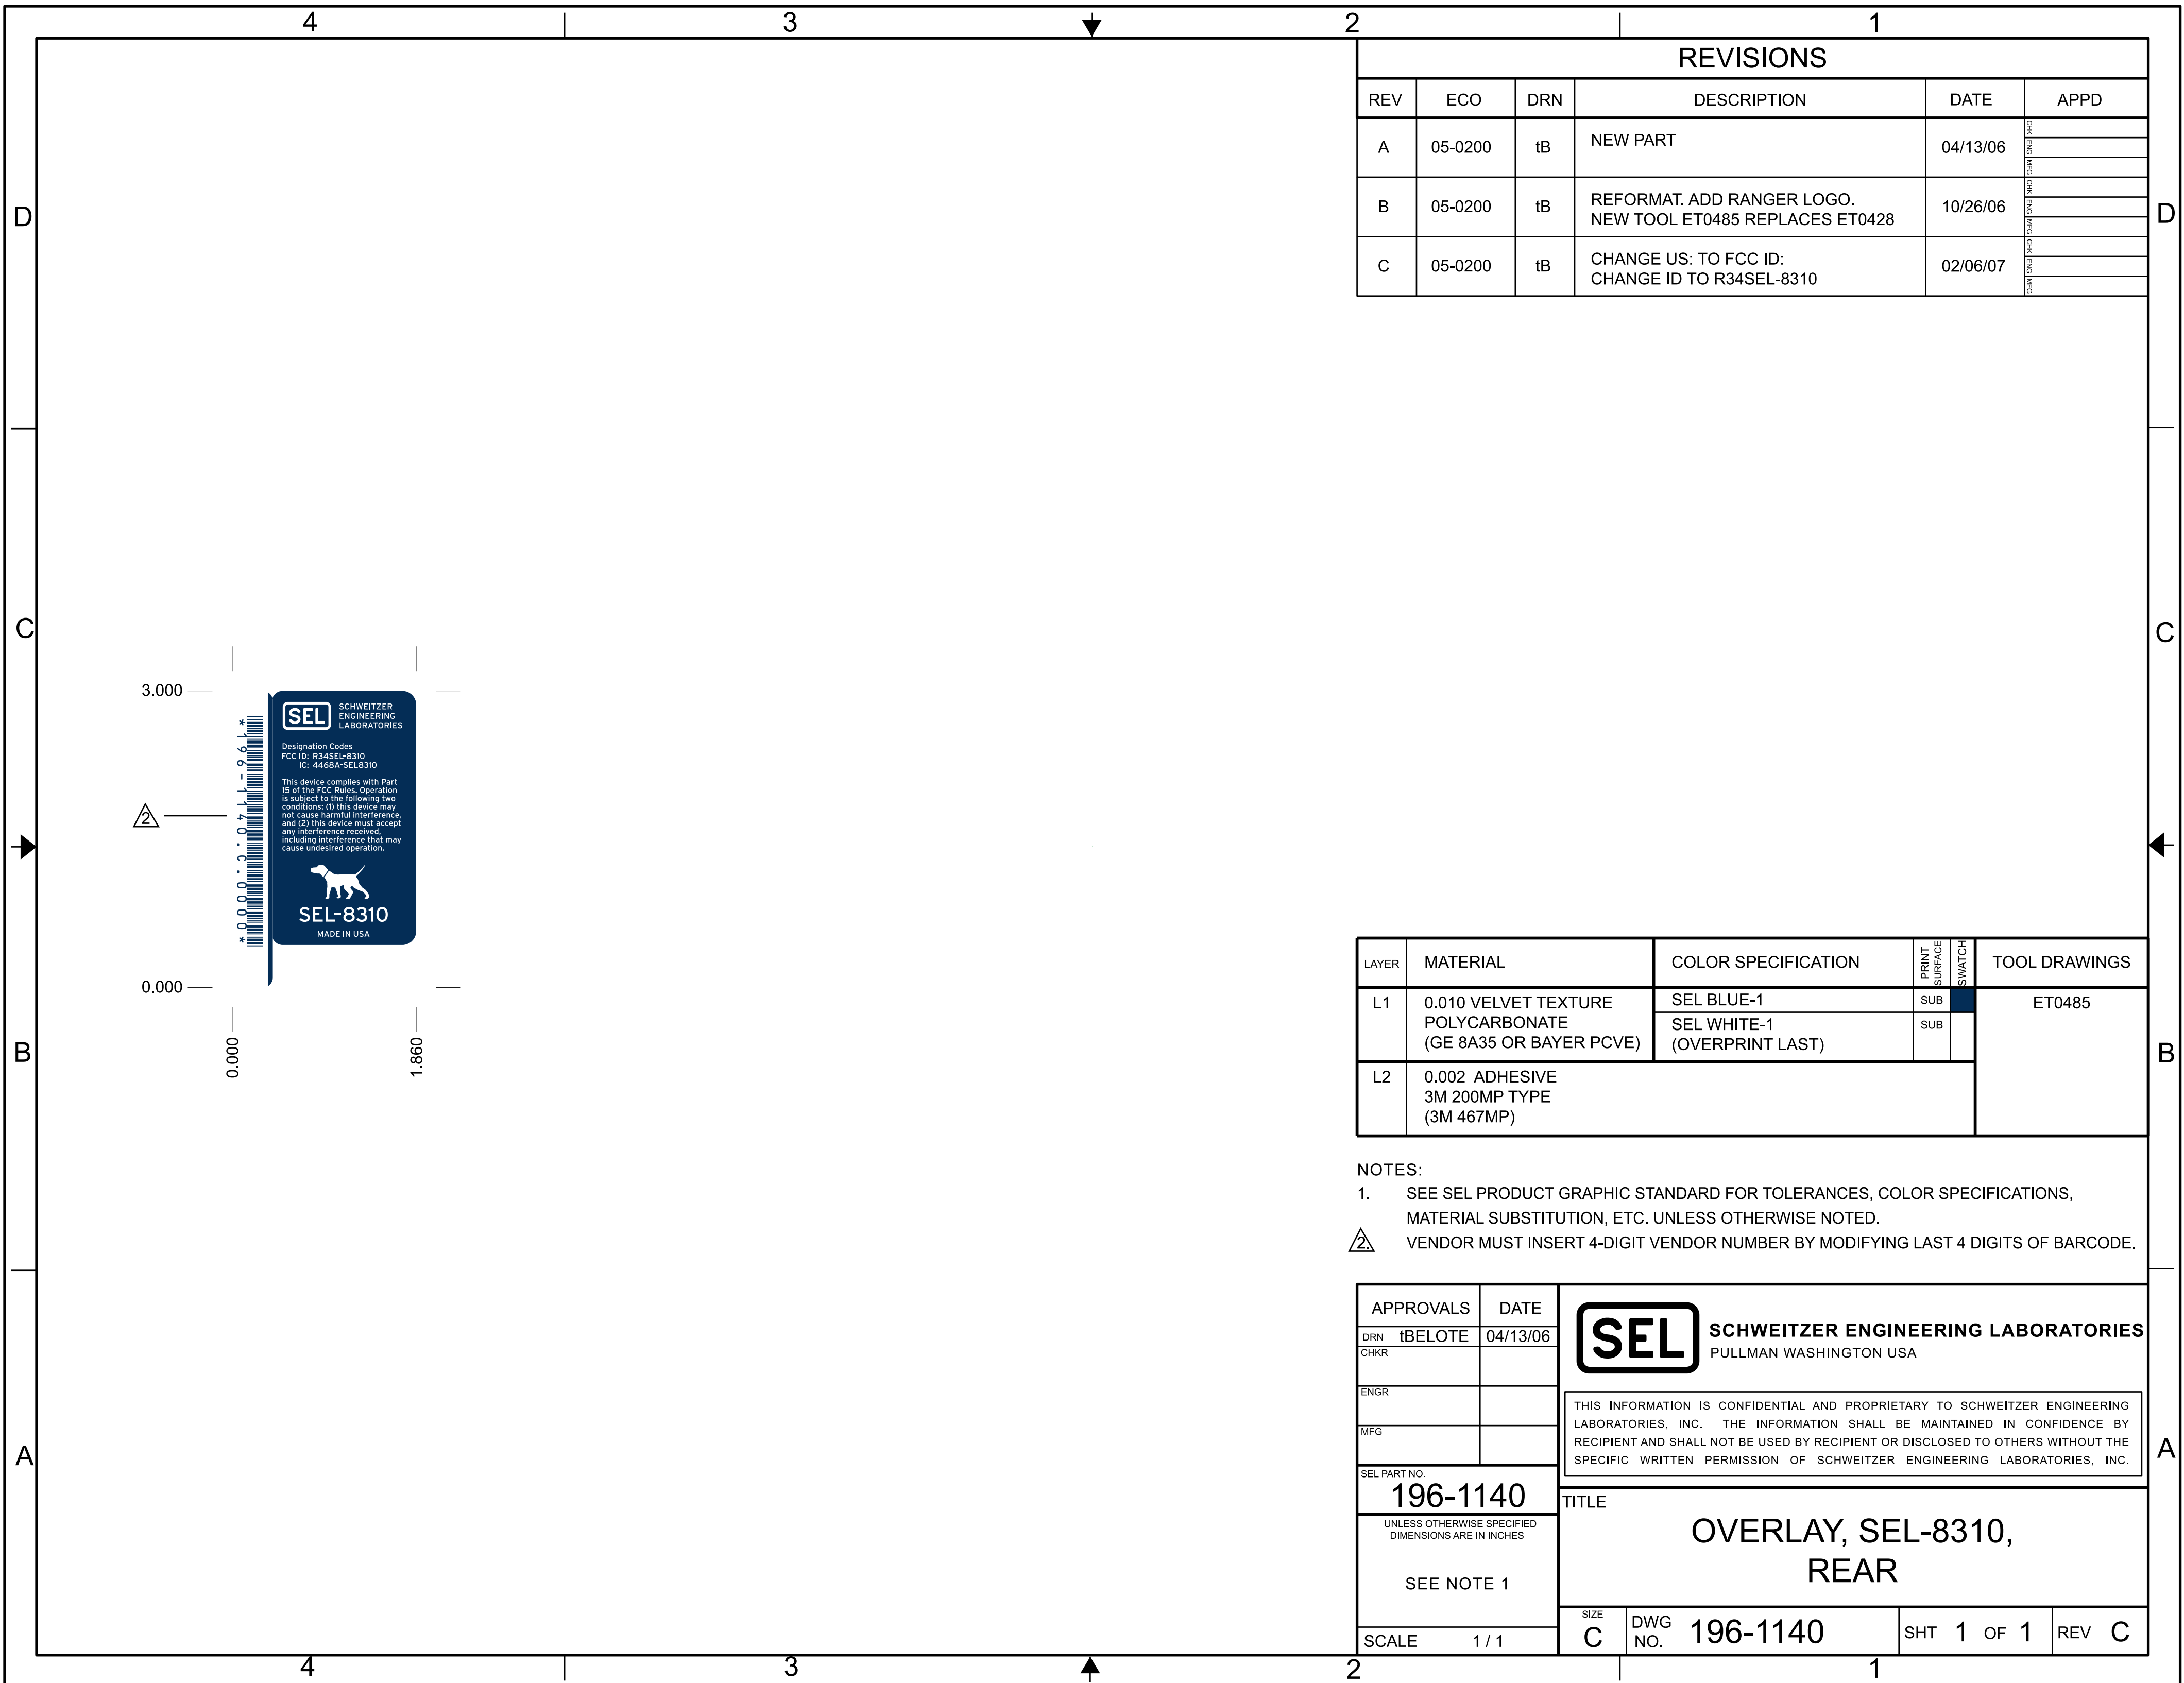 4 3 2 1
REVISIONS
REV ECO DRN DESCRIPTION DATE APPD
A 05-0200 tB NEW PART 04/13/06
CHK ENG MFG
B 05-0200 tB REFORMAT. ADD RANGER LOGO.
NEW TOOL ET0485 REPLACES ET0428 10/26/06
CHK ENG MFG
C 05-0200 tB CHANGE US: TO FCC ID:
CHANGE ID TO R34SEL-8310 02/06/07
CHK ENG MFG
D D
C C
3.000
SEL SCHWEITZER
ENGINEERING
LABORATORIES
Designation Codes
FCC ID: R34SEL-8310
IC: 4468A-SEL8310
This device complies with Part
15 of the FCC Rules. Operation
is subject to the following two
conditions: (1) this device may
not cause harmful interference,
and (2) this device must accept
any interference received,
including interference that may
cause undesired operation.
SEL-8310
MADE IN USA
*196-1140.C.0000*
2
0.000
0.000
1.860
B B
LAYER MATERIAL COLOR SPECIFICATION PRINT SURFACE SWATCH TOOL DRAWINGS
L1 0.010 VELVET TEXTURE
POLYCARBONATE
(GE 8A35 OR BAYER PCVE)
SEL BLUE-1 SUB ET0485
SEL WHITE-1 SUB
(OVERPRINT LAST)
L2 0.002 ADHESIVE
3M 200MP TYPE
(3M 467MP)
NOTES:
1. SEE SEL PRODUCT GRAPHIC STANDARD FOR TOLERANCES, COLOR SPECIFICATIONS,
MATERIAL SUBSTITUTION, ETC. UNLESS OTHERWISE NOTED.
2. VENDOR MUST INSERT 4-DIGIT VENDOR NUMBER BY MODIFYING LAST 4 DIGITS OF BARCODE.
A A
APPROVALS DATE
DRN tBELOTE 04/13/06
CHKR
ENGR
MFG
SEL PART NO.
196-1140
UNLESS OTHERWISE SPECIFIED
DIMENSIONS ARE IN INCHES
SEE NOTE 1
SCALE 1 / 1
SEL SCHWEITZER ENGINEERING LABORATORIES
PULLMAN WASHINGTON USA
THIS INFORMATION IS CONFIDENTIAL AND PROPRIETARY TO SCHWEITZER ENGINEERING
LABORATORIES, INC. THE INFORMATION SHALL BE MAINTAINED IN CONFIDENCE BY
RECIPIENT AND SHALL NOT BE USED BY RECIPIENT OR DISCLOSED TO OTHERS WITHOUT THE
SPECIFIC WRITTEN PERMISSION OF SCHWEITZER ENGINEERING LABORATORIES, INC.
TITLE
OVERLAY, SEL-8310,
REAR
SIZE
C
DWG
NO. 196-1140
SHT 1 OF 1
REV C
4 3 2 1